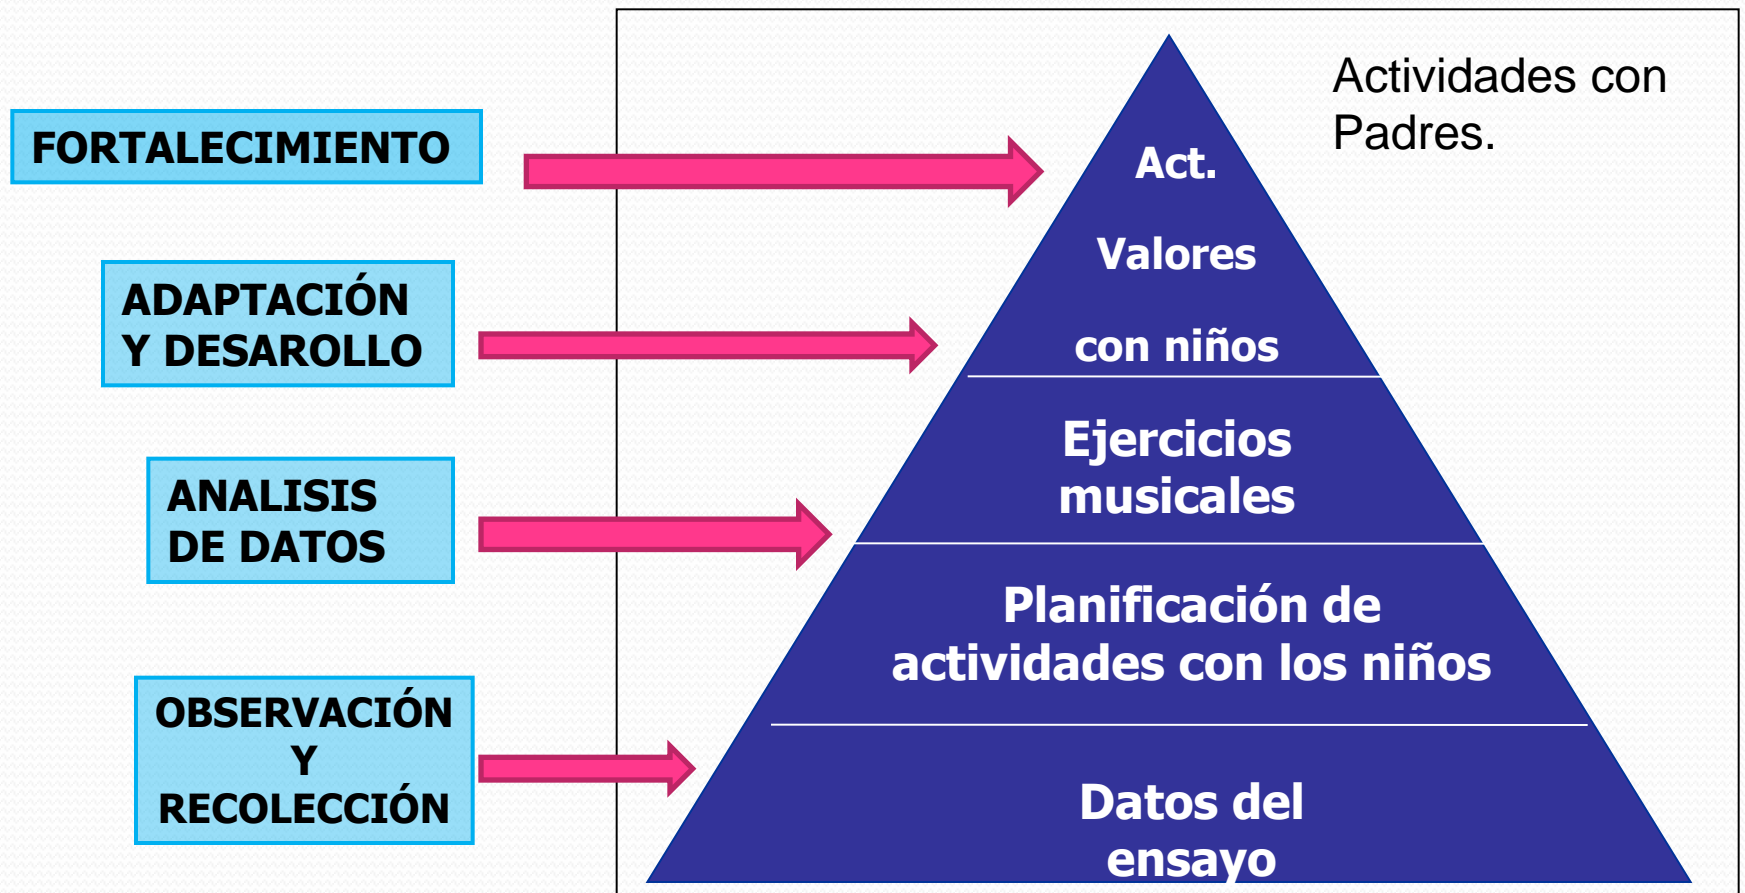 FORTALECIMIENTO
ADAPTACIÓN
Y DESAROLLO
ANALISIS
DE DATOS
OBSERVACIÓN
Y
RECOLECCIÓN
Actividades con
Padres.
Act.
Valores
con niños
Ejercicios
musicales
Planificación de
actividades con los niños
Datos del
ensayo